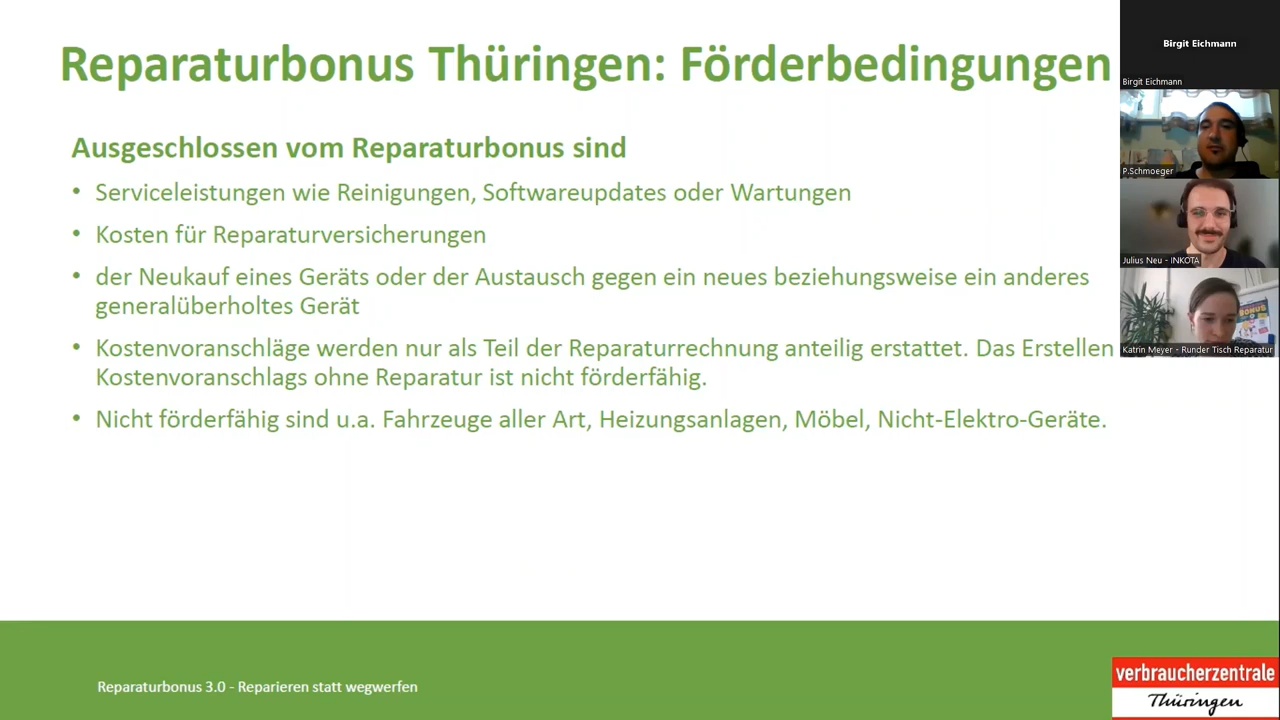 Reparaturbonus Thüringen: Förderbedingungen
Ausgeschlossen vom Reparaturbonus sind
• Serviceleistungen wie Reinigungen, Softwareupdates oder Wartungen
• Kosten für Reparaturversicherungen
• der Neukauf eines Geräts oder der Austausch gegen ein neues beziehungsweise ein anderes
generalüberholtes Gerät
• Kostenvoranschläge werden nur als Teil der Reparaturrechnung anteilig erstattet. Das Erstellen
Kostenvoranschlags ohne Reparatur ist nicht förderfähig.
• Nicht förderfähig sind u.a. Fahrzeuge aller Art, Heizungsanlagen, Möbel, Nicht-Elektro-Geräte.
Birgit Eichmann
Birgit Eichmann
P.Schmoeger
Julius Neu - INKOTA
BONUS
Katrin Meyer - Runder Tisch Reparatur
Reparaturbonus 3.0 - Reparieren statt wegwerfen
verbraucherzentrale
Thüringen